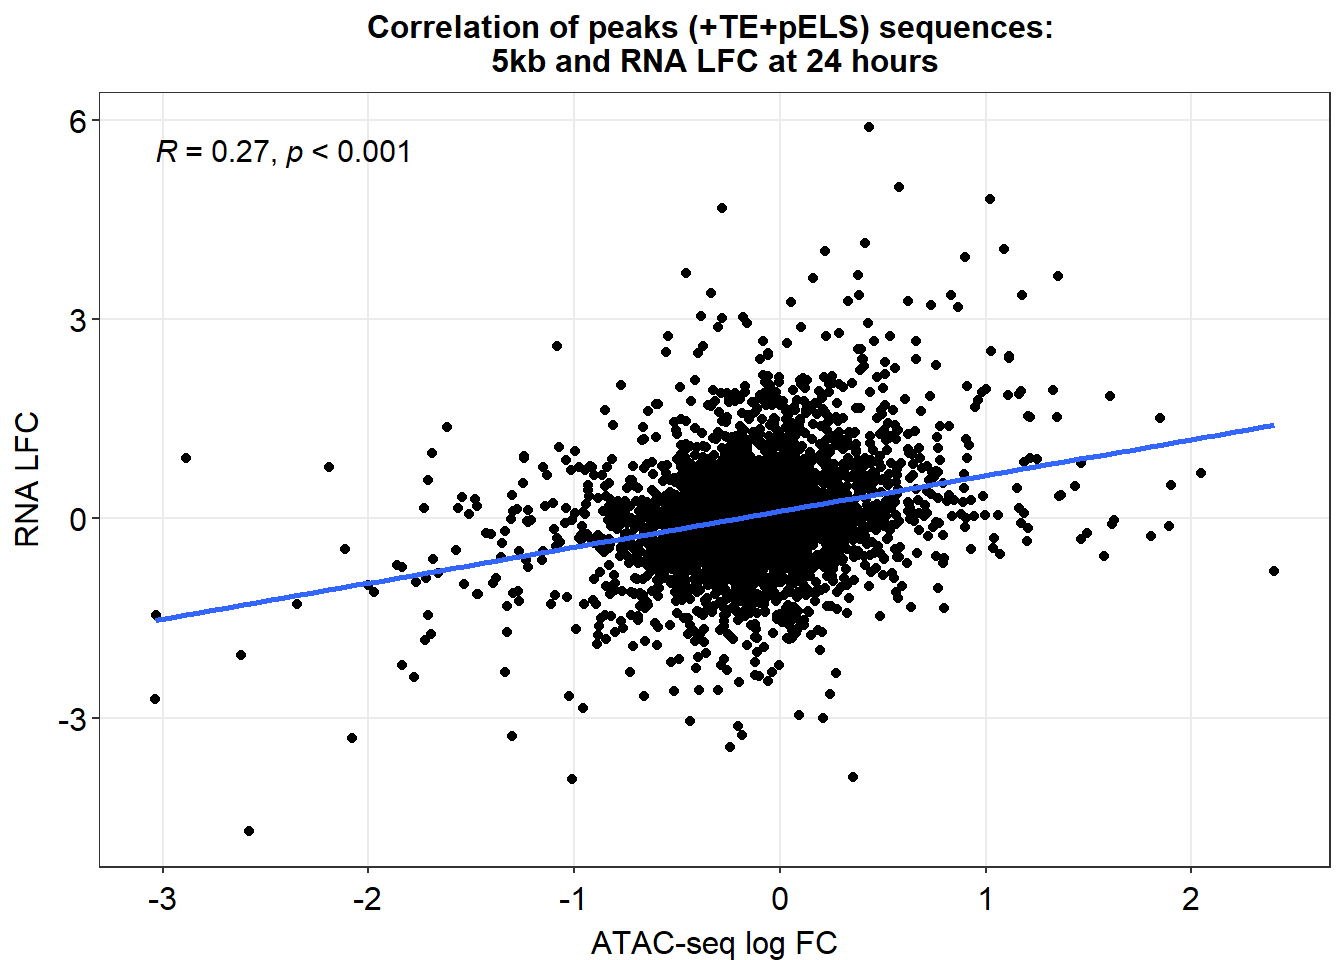 Correlation of peaks (+TE+pELS) sequences:
5kb and RNA LFC at 24 hours
R = 0.27, p < 0.001
6
3
0
-3
RNA LFC
-3 -2 -1 0 1 2
ATAC-seq log FC